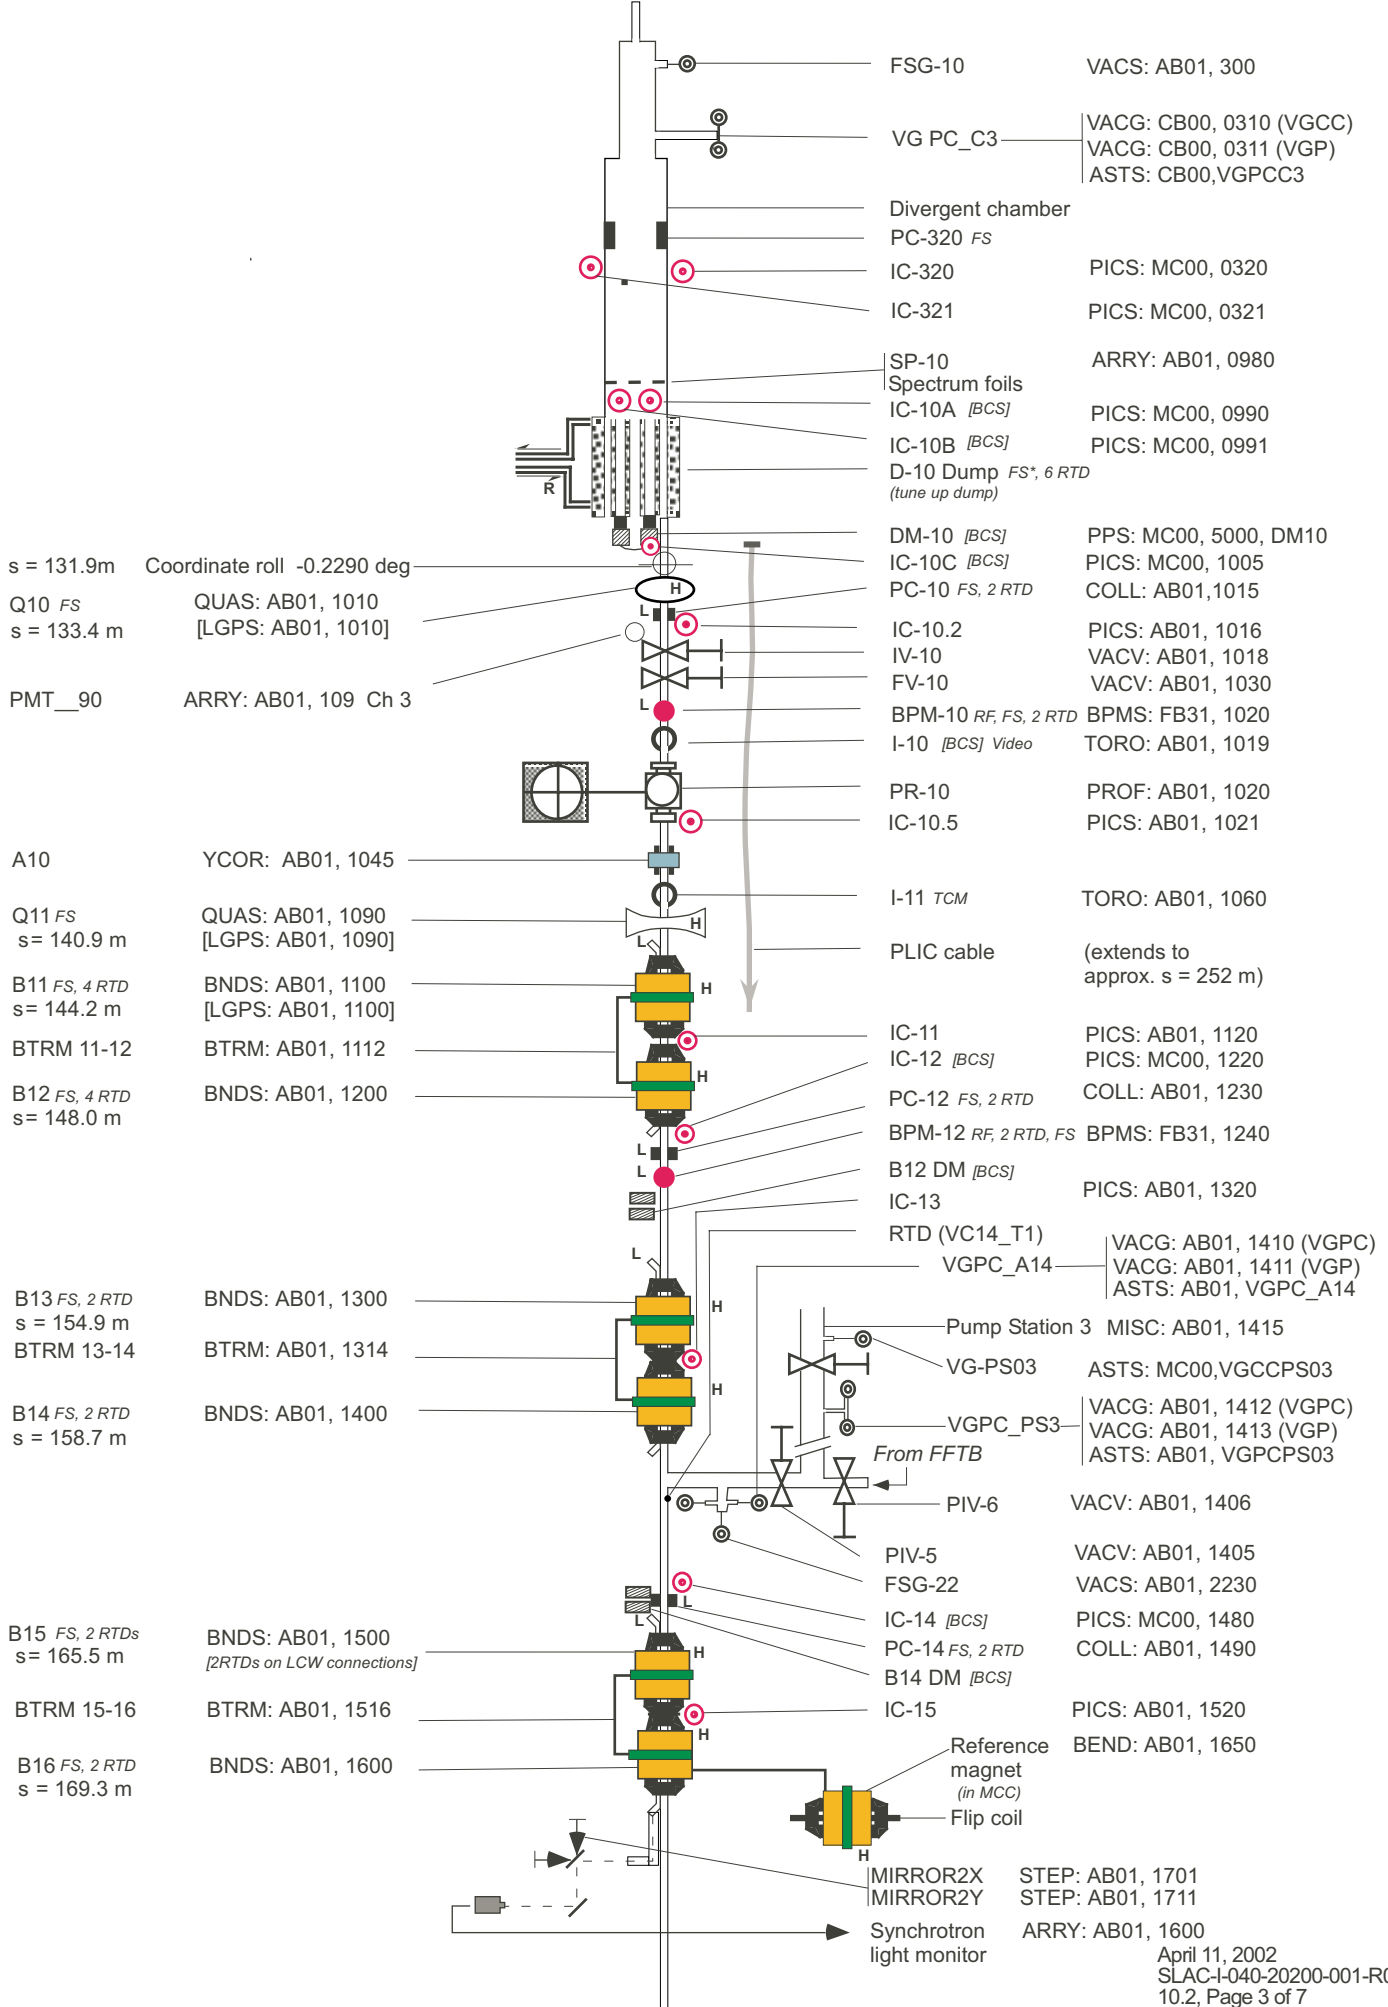 FSG-10 VACS: AB01, 300
VG PC_C3 VACG: CB00, 0310 (VGCC)
VACG: CB00, 0311 (VGP)
ASTS: CB00,VGPCC3
Divergent chamber
PC-320 FS
IC-320 PICS: MC00, 0320
IC-321 PICS: MC00, 0321
SP-10 ARRY: AB01, 0980
Spectrum foils
IC-10A [BCS] PICS: MC00, 0990
IC-10B [BCS] PICS: MC00, 0991
D-10 Dump FS*, 6 RTD
(tune up dump)
R
DM-10 [BCS] PPS: MC00, 5000, DM10
s = 131.9m Coordinate roll -0.2290 deg
IC-10C [BCS] PICS: MC00, 1005
H
PC-10 FS, 2 RTD COLL: AB01,1015
Q10 FS QUAS: AB01, 1010
s = 133.4 m [LGPS: AB01, 1010]
L
IC-10.2 PICS: AB01, 1016
IV-10 VACV: AB01, 1018
FV-10 VACV: AB01, 1030
PMT__90 ARRY: AB01, 109 Ch 3
L
BPM-10 RF, FS, 2 RTD BPMS: FB31, 1020
I-10 [BCS] Video TORO: AB01, 1019
PR-10 PROF: AB01, 1020
IC-10.5 PICS: AB01, 1021
A10 YCOR: AB01, 1045
I-11 TCM TORO: AB01, 1060
Q11 FS QUAS: AB01, 1090
s= 140.9 m [LGPS: AB01, 1090]
H
L
PLIC cable (extends to
approx. s = 252 m)
B11 FS, 4 RTD BNDS: AB01, 1100
s= 144.2 m [LGPS: AB01, 1100]
H
IC-11 PICS: AB01, 1120
BTRM 11-12 BTRM: AB01, 1112
IC-12 [BCS] PICS: MC00, 1220
H
B12 FS, 4 RTD BNDS: AB01, 1200
s= 148.0 m
PC-12 FS, 2 RTD COLL: AB01, 1230
BPM-12 RF, 2 RTD, FS BPMS: FB31, 1240
L
L
B12 DM [BCS]
IC-13 PICS: AB01, 1320
RTD (VC14_T1)
L
VGPC_A14 VACG: AB01, 1410 (VGPC)
VACG: AB01, 1411 (VGP)
ASTS: AB01, VGPC_A14
B13 FS, 2 RTD BNDS: AB01, 1300
s = 154.9 m
H
Pump Station 3 MISC: AB01, 1415
BTRM 13-14 BTRM: AB01, 1314
VG-PS03 ASTS: MC00,VGCCPS03
H
B14 FS, 2 RTD BNDS: AB01, 1400
s = 158.7 m
VGPC_PS3 VACG: AB01, 1412 (VGPC)
VACG: AB01, 1413 (VGP)
ASTS: AB01, VGPCPS03
From FFTB
PIV-6 VACV: AB01, 1406
PIV-5 VACV: AB01, 1405
FSG-22 VACS: AB01, 2230
L
L
IC-14 [BCS] PICS: MC00, 1480
PC-14 FS, 2 RTD COLL: AB01, 1490
B14 DM [BCS]
B15 FS, 2 RTDs BNDS: AB01, 1500
s= 165.5 m [2RTDs on LCW connections]
H
IC-15 PICS: AB01, 1520
BTRM 15-16 BTRM: AB01, 1516
H
B16 FS, 2 RTD BNDS: AB01, 1600
s = 169.3 m
Reference BEND: AB01, 1650
magnet
(in MCC)
Flip coil
H
MIRROR2X STEP: AB01, 1701
MIRROR2Y STEP: AB01, 1711
Synchrotron ARRY: AB01, 1600
light monitor
April 11, 2002
SLAC-I-040-20200-001-R0
10.2, Page 3 of 7